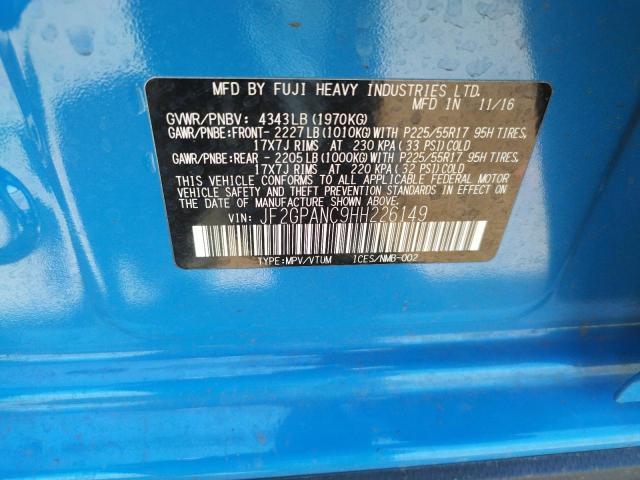 MFD BY FUJI HEAVY INDUSTRIES LTD.
MFD IN 11/16
GVWR/PNBV: 4343LB(1970KG)
GAWR/PNBE:FRONT- 2227LB(1010KG)WITH P225/55R17 95H TIRES,
17X7J RIMS AT 230 KPA(33 PSI)COLD
GAWR/PNBE:REAR - 2205LB(1000KG)WITH P225/55R17 95H TIRES,
17X7J RIMS AT 220 KPA(32 PSI)COLD
THIS VEHICLE CONFORMS TO ALL APPLICABLE FEDERAL MOTOR
VEHICLE SAFETY AND THEFT PREVENTION STANDARDS IN EFFECT ON
THE DATE OF MANUFACTURE SHOWN ABOVE.
VIN: JF2GPANC9HH226149
TYPE:MPV/VTUM ICES/NMB-002